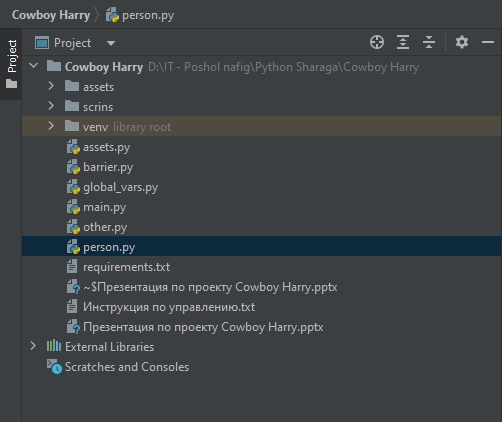 Cowboy Harry person.py
Project
Project
Cowboy Harry D:\IT - Poshol nafig\Python Sharaga\Cowboy Harry
assets
scrins
venv library root
assets.py
barrier.py
global_vars.py
main.py
other.py
person.py
requirements.txt
~$Презентация по проекту Cowboy Harry.pptx
Инструкция по управлению.txt
Презентация по проекту Cowboy Harry.pptx
External Libraries
Scratches and Consoles